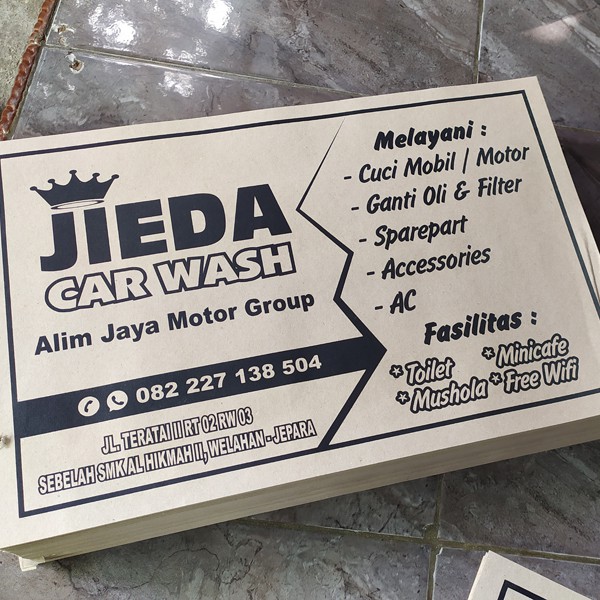 JIEDA
CAR WASH
Alim Jaya Motor Group
082 227 138 504
JL. TERATAI II RT 02 RW 03
SEBELAH SMK AL HIKMAH II, WELAHAN - JEPARA
Melayani :
- Cuci Mobil / Motor
- Ganti Oli & Filter
- Sparepart
- Accessories
- AC
Fasilitas :
* Toilet * Minicafe
* Mushola * Free Wifi